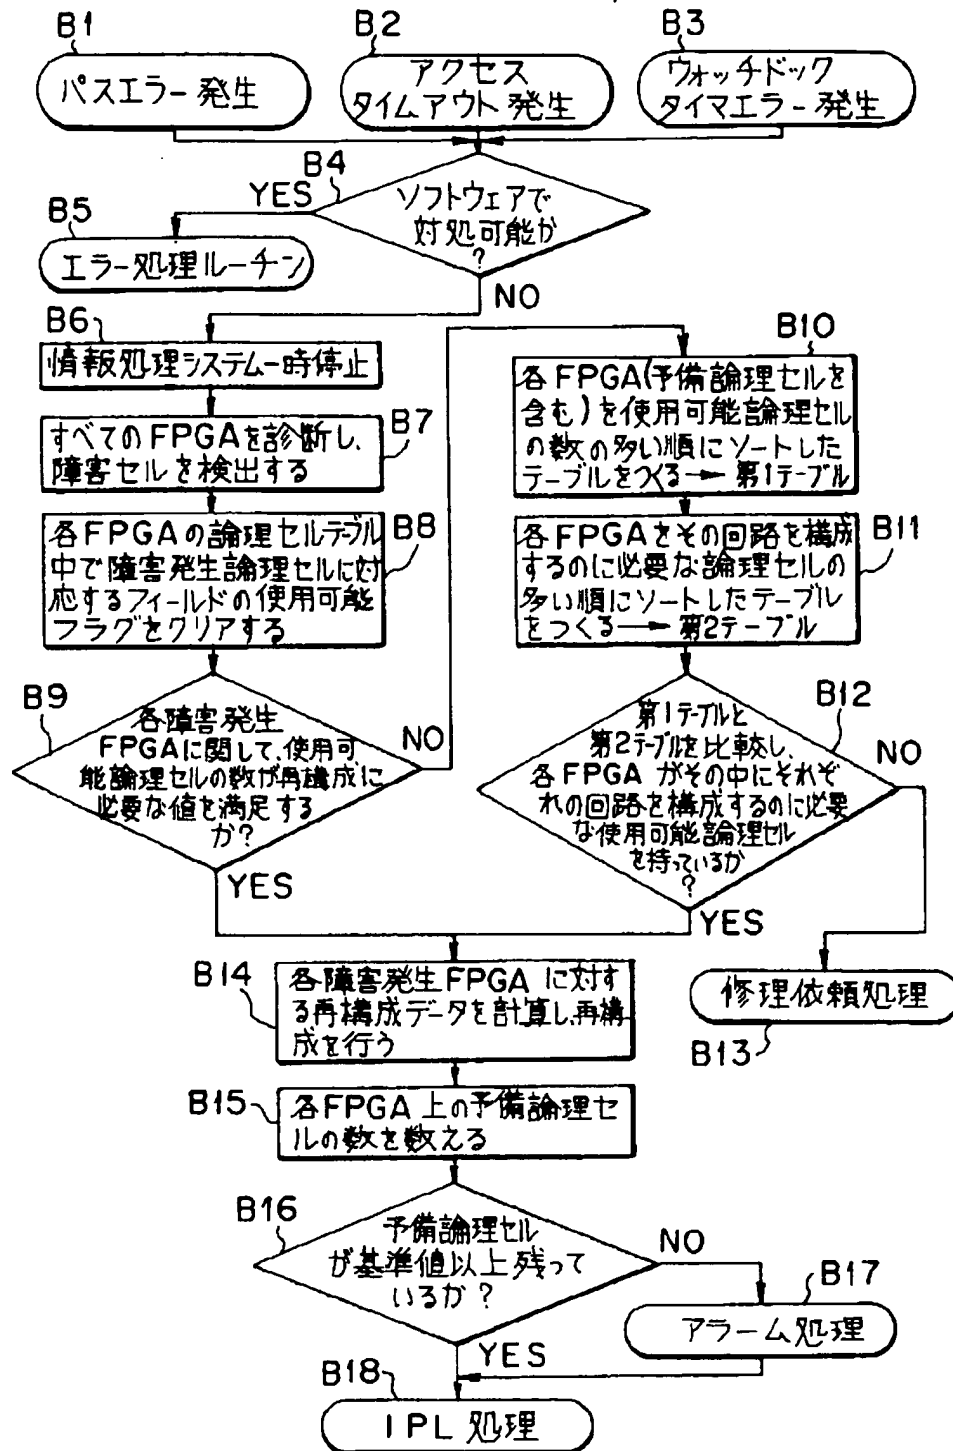 B1
パスエラー発生
B2
アクセス
タイムアウト発生
B3
ウォッチドック
タイマエラー発生
B4
ソフトウェアで
対処可能か
?
YES
NO
B5
エラー処理ルーチン
B6
情報処理システム一時停止
B7
すべてのFPGAを診断し、
障害セルを検出する
B8
各FPGAの論理セルテーブル
中で障害発生論理セルに対
応するフィールドの使用可能
フラグをクリアする
B9
各障害発生
FPGAに関して、使用可
能論理セルの数が再構成に
必要な値を満足する
か?
NO
YES
B10
各FPGA(予備論理セルを
含む)を使用可能論理セル
の数の多い順にソートした
テーブルをつくる→第1テーブル
B11
各FPGAをその回路を構成
するのに必要な論理セルの
多い順にソートしたテーブル
をつくる→第2テーブル
B12
第1テーブルと
第2テーブルを比較し、
各FPGAがその中にそれぞ
れの回路を構成するのに必要
な使用可能論理セル
を持っているか
?
NO
YES
修理依頼処理
B13
B14
各障害発生FPGAに対す
る再構成データを計算し、再構
成を行う
B15
各FPGA上の予備論理セ
ルの数を数える
B16
予備論理セル
が基準値以上残って
いるか?
NO
YES
B17
アラーム処理
B18
IPL処理